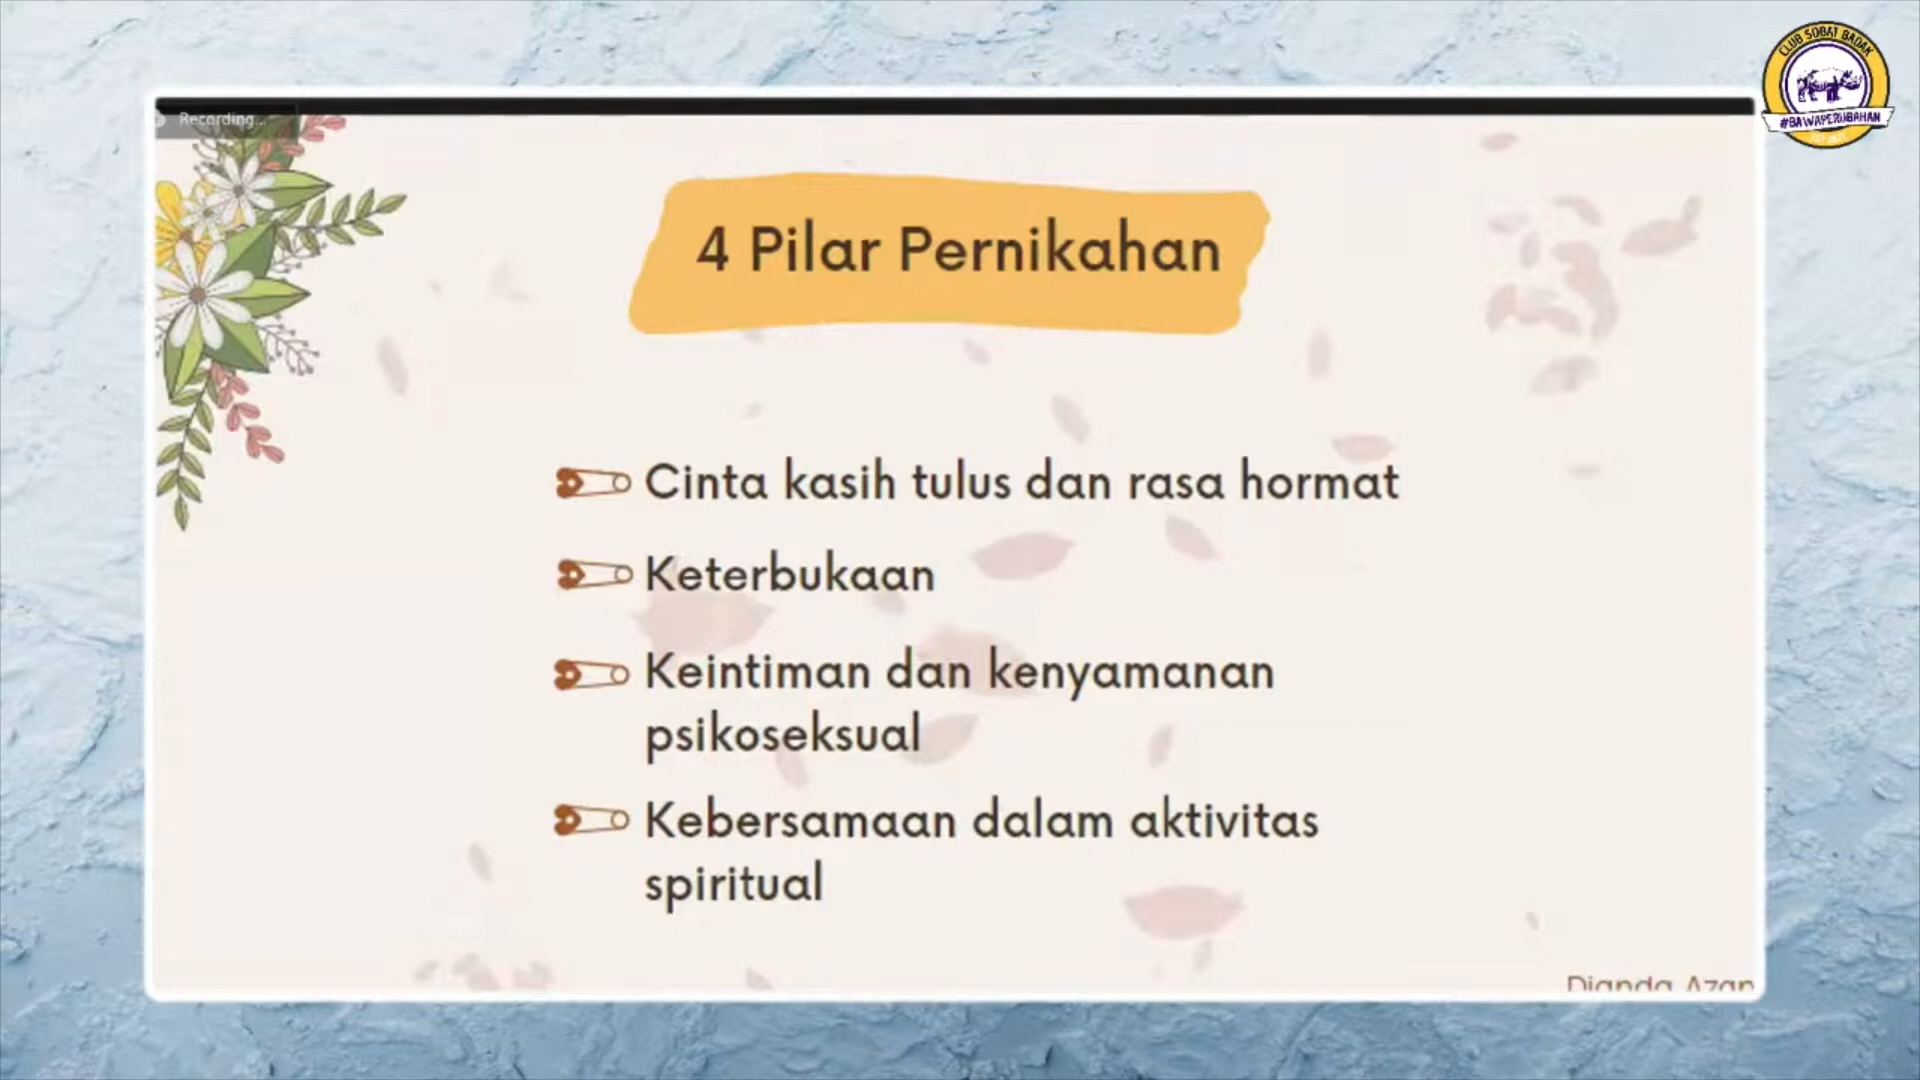 CLUB SOBAT BADAK
#BAWAPERUBAHAN
Recording...
4 Pilar Pernikahan
Cinta kasih tulus dan rasa hormat
Keterbukaan
Keintiman dan kenyamanan
psikoseksual
Kebersamaan dalam aktivitas
spiritual
Dianda Azan